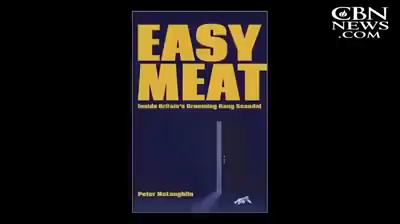 CBN
NEWS.
COM
EASY
MEAT
Inside Britain's Grooming Gang Scandal
Peter McLoughlin